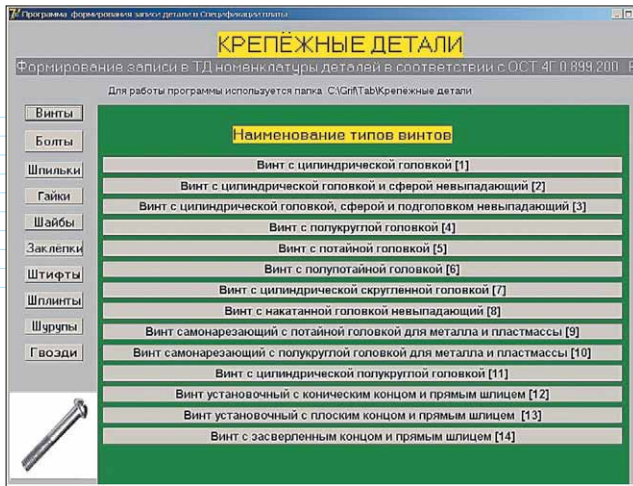 Программа формирования записи детали в Спецификации платы
КРЕПЁЖНЫЕ ДЕТАЛИ
Формирование записи в ТД номенклатуры деталей в соответствии с ОСТ 4Г 0.899.200
Для работы программы используется папка C:\Grif\Tab\Крепёжные детали
Винты
Болты
Шпильки
Гайки
Шайбы
Заклёпки
Штифты
Шплинты
Шурупы
Гвозди
Наименование типов винтов
Винт с цилиндрической головкой [1]
Винт с цилиндрической головкой и сферой невыпадающий [2]
Винт с цилиндрической головкой, сферой и подголовком невыпадающий [3]
Винт с полукруглой головкой [4]
Винт с потайной головкой [5]
Винт с полупотайной головкой [6]
Винт с цилиндрической скруглённой головкой [7]
Винт с накатанной головкой невыпадающий [8]
Винт самонарезающий с потайной головкой для металла и пластмассы [9]
Винт самонарезающий с полукруглой головкой для металла и пластмассы [10]
Винт с цилиндрической полукруглой головкой [11]
Винт установочный с коническим концом и прямым шлицем [12]
Винт установочный с плоским концом и прямым шлицем [13]
Винт с засверленным концом и прямым шлицем [14]